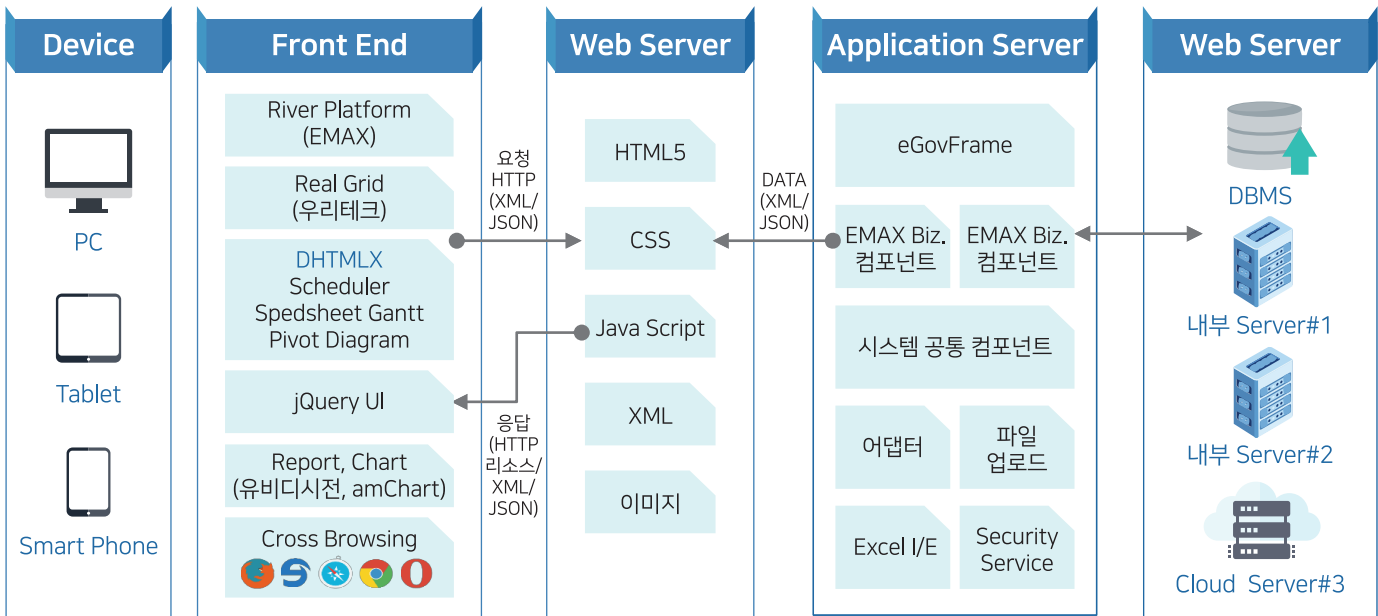 Device
PC
Tablet
Smart Phone
Front End
River Platform
(EMAX)
Real Grid
(우리테크)
DHTMLX
Scheduler
Spedsheet Gantt
Pivot Diagram
jQuery UI
Report, Chart
(유비디시전, amChart)
Cross Browsing
요청
HTTP
(XML/
JSON)
응답
(HTTP
리소스/
XML/
JSON)
Web Server
HTML5
CSS
Java Script
XML
이미지
DATA
(XML/
JSON)
Application Server
eGovFrame
EMAX Biz.
컴포넌트
EMAX Biz.
컴포넌트
시스템 공통 컴포넌트
어댑터
파일
업로드
Excel I/E
Security
Service
Web Server
DBMS
내부 Server#1
내부 Server#2
Cloud Server#3